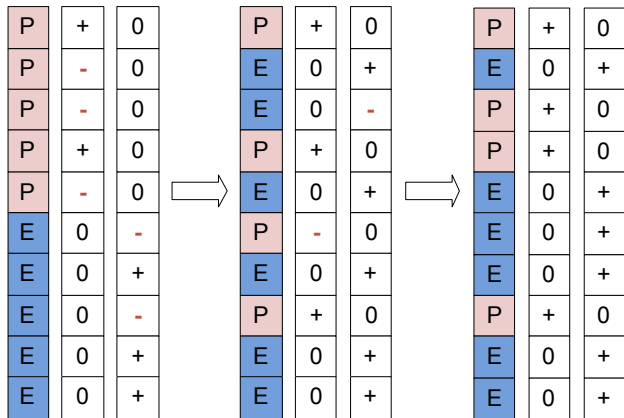 P + 0 P + 0 P + 0
P - 0 E 0 + E 0 +
P - 0 E 0 - P + 0
P + 0 P + 0 P + 0
P - 0 E 0 + E 0 +
E 0 - P - 0 E 0 +
E 0 + E 0 + E 0 +
E 0 - P + 0 P + 0
E 0 + E 0 + E 0 +
E 0 + E 0 + E 0 +